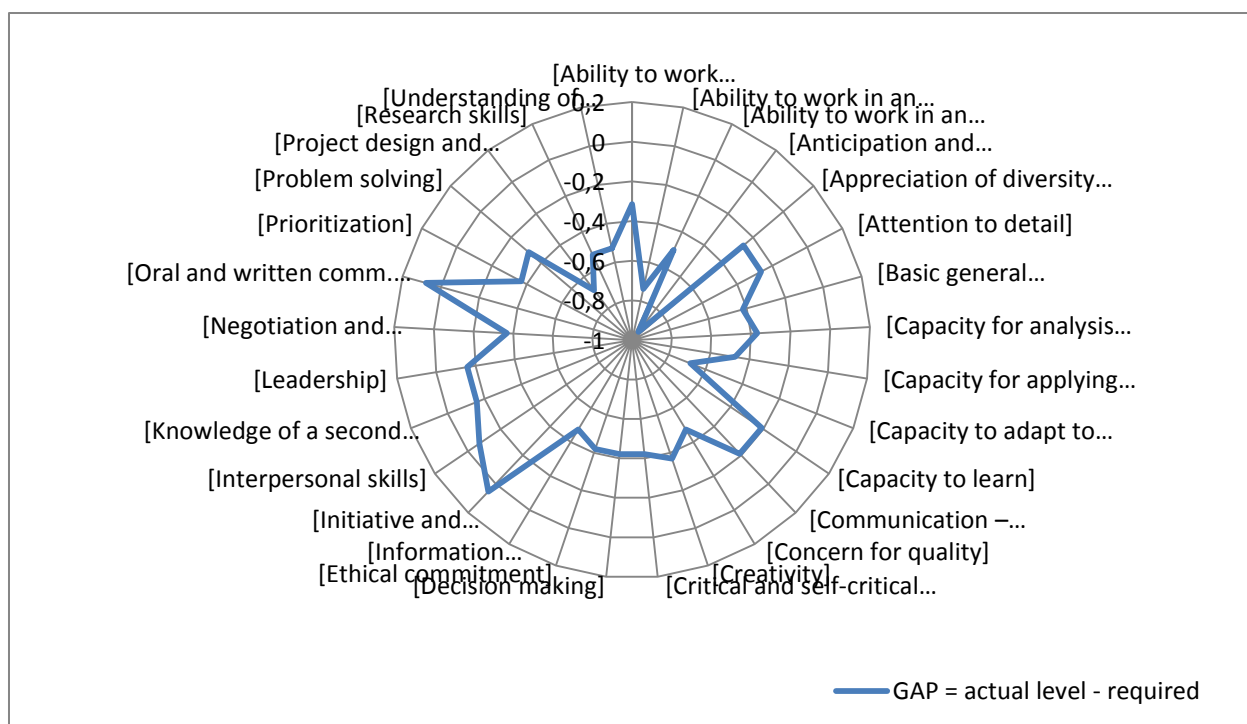 [Ability to work…
[Ability to work in an…
[Ability to work in an…
[Anticipation and…
[Appreciation of diversity…
[Attention to detail]
[Basic general…
[Capacity for analysis…
[Capacity for applying…
[Capacity to adapt to…
[Capacity to learn]
[Communication –…
[Concern for quality]
[Creativity]
[Critical and self-critical…
[Decision making]
[Ethical commitment]
[Information…
[Initiative and…
[Interpersonal skills]
[Knowledge of a second…
[Leadership]
[Negotiation and…
[Oral and written comm.…
[Prioritization]
[Problem solving]
[Project design and…
[Research skills]
[Understanding of…
0,2
0
-0,2
-0,4
-0,6
-0,8
-1
GAP = actual level - required